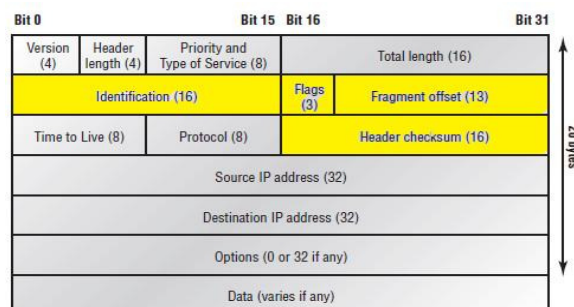 Bit 0 Bit 15 Bit 16 Bit 31
Version (4) Header length (4) Priority and Type of Service (8) Total length (16)
Identification (16) Flags (3) Fragment offset (13)
Time to Live (8) Protocol (8) Header checksum (16)
Source IP address (32)
Destination IP address (32)
Options (0 or 32 if any)
Data (varies if any)
20 bytes